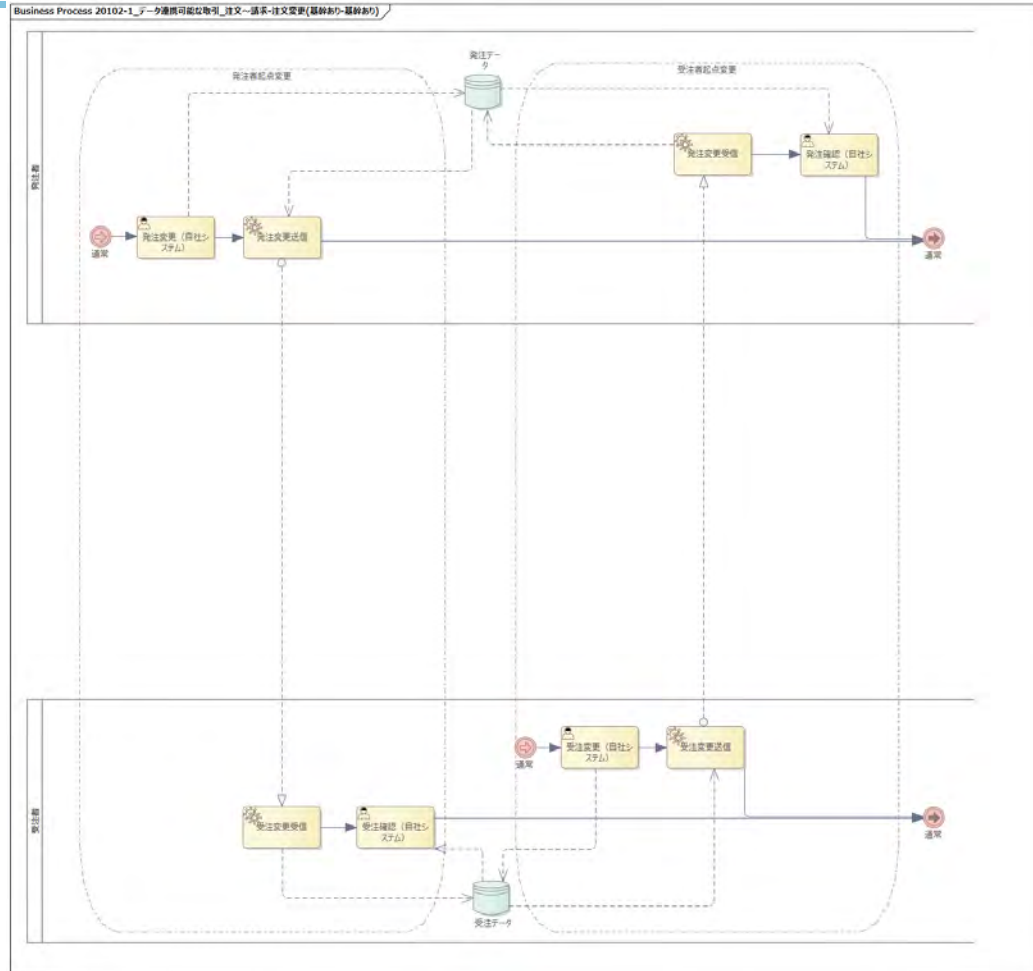 Business Process 20102-1_データ連携可能な取引_注文～請求-注文変更(基幹あり-基幹あり)
発注デー
タ
発注者起点変更
受注者起点変更
発注者
発注変更受信
発注確認（自社シ
ステム）
通常
発注変更（自社シ
ステム）
発注変更送信
通常
受注者
通常
受注変更（自社シ
ステム）
受注変更送信
受注変更受信
受注確認（自社シ
ステム）
通常
受注データ